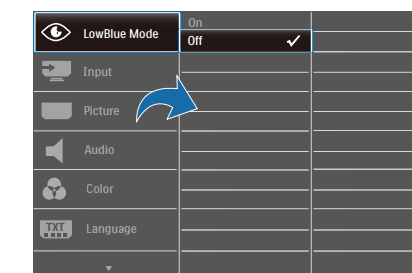 LowBlue Mode
On
Off
Input
Picture
Audio
Color
TXT
Language